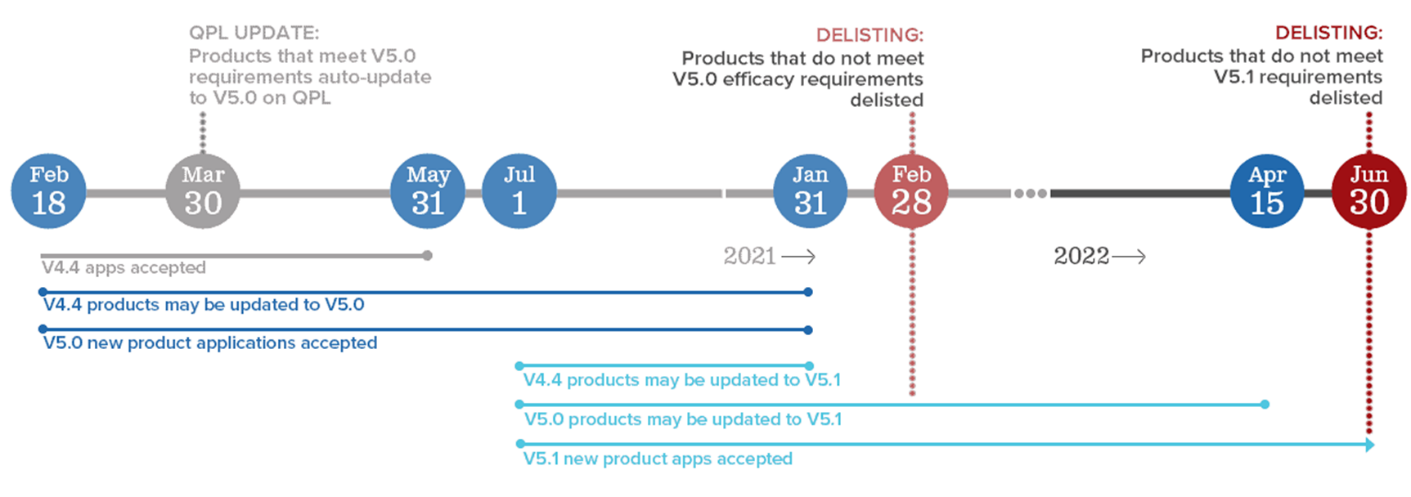 QPL UPDATE:
Products that meet V5.0
requirements auto-update
to V5.0 on QPL
DELISTING:
Products that do not meet
V5.0 efficacy requirements
delisted
DELISTING:
Products that do not meet
V5.1 requirements
delisted
Feb
18
Mar
30
May
31
Jul
1
Jan
31
Feb
28
Apr
15
Jun
30
2021
2022
V4.4 apps accepted
V4.4 products may be updated to V5.0
V5.0 new product applications accepted
V4.4 products may be updated to V5.1
V5.0 products may be updated to V5.1
V5.1 new product apps accepted